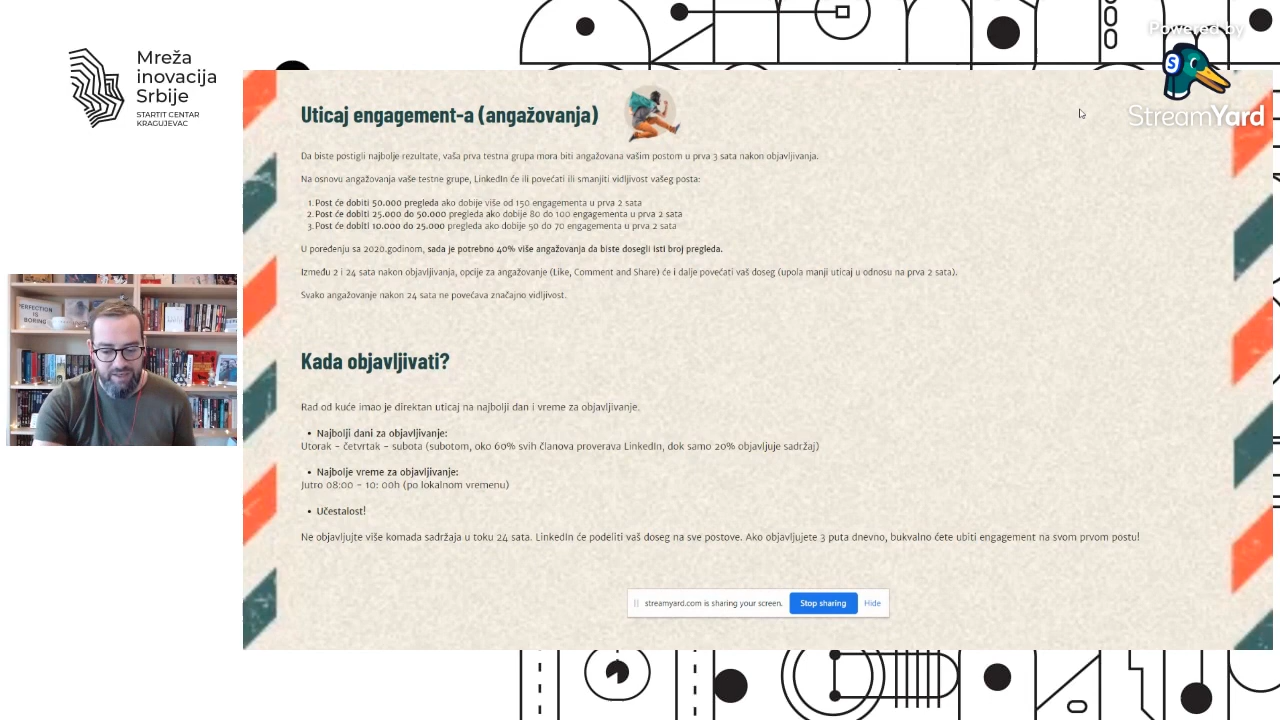 Mreža
inovacija
Srbije
STARTIT CENTAR
KRAGUJEVAC
Powered by
StreamYard
Uticaj engagement-a (angažovanja)
Da biste postigli najbolje rezultate, vaša prva testna grupa mora biti angažovana vašim postom u prva 3 sata nakon objavljivanja.
Na osnovu angažovanja vaše testne grupe, LinkedIn će ili povećati ili smanjiti vidljivost vašeg posta:
1. Post će dobiti 50.000 pregleda ako dobije više od 150 engagementa u prva 2 sata
2. Post će dobiti 25.000 do 50.000 pregleda ako dobije 80 do 100 engagementa u prva 2 sata
3. Post će dobiti 10.000 do 25.000 pregleda ako dobije 50 do 70 engagementa u prva 2 sata
U poređenju sa 2020.godinom, sada je potrebno 40% više angažovanja da biste dosegli isti broj pregleda.
Između 2 i 24 sata nakon objavljivanja, opcije za angažovanje (Like, Comment and Share) će i dalje povećati vaš doseg (upola manji uticaj u odnosu na prva 2 sata).
Svako angažovanje nakon 24 sata ne povećava značajno vidljivost.
PERFECTION
IS
BORING
Kada objavljivati?
Rad od kuće imao je direktan uticaj na najbolji dan i vreme za objavljivanje.
• Najbolji dani za objavljivanje:
Utorak - četvrtak - subota (subotom, oko 60% svih članova proverava LinkedIn, dok samo 20% objavljuje sadržaj)
• Najbolje vreme za objavljivanje:
Jutro 08:00 - 10: 00h (po lokalnom vremenu)
• Učestalost!
Ne objavljujte više komada sadržaja u toku 24 sata. LinkedIn će podeliti vaš doseg na sve postove. Ako objavljujete 3 puta dnevno, bukvalno ćete ubiti engagement na svom prvom postu!
streamyard.com is sharing your screen.
Stop sharing
Hide